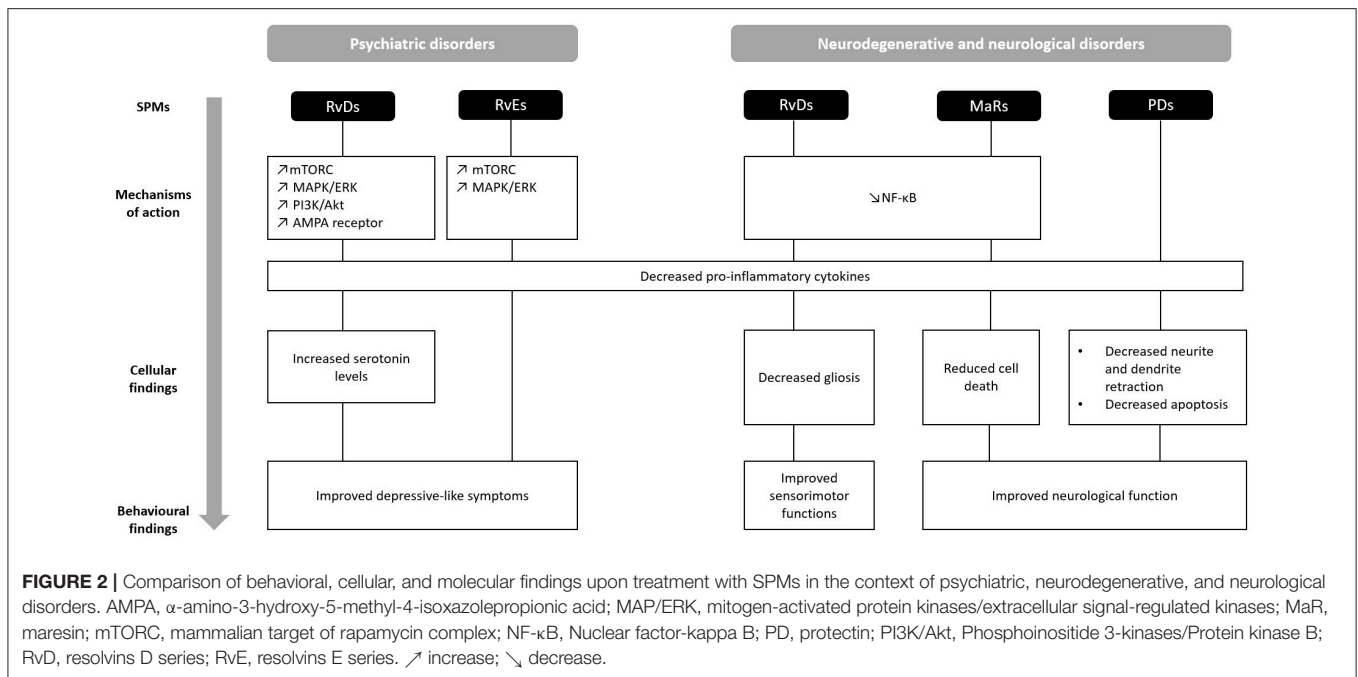 Psychiatric disorders
Neurodegenerative and neurological disorders
SPMs
RvDs
RvEs
RvDs
MaRs
PDs
Mechanisms
of action
↗mTORC
↗ MAPK/ERK
↗ PI3K/Akt
↗ AMPA receptor
↗ mTORC
↗ MAPK/ERK
↘NF-κB
Decreased pro-inflammatory cytokines
Cellular
findings
Increased serotonin
levels
Decreased gliosis
Reduced cell
death
• Decreased neurite
and dendrite
retraction
• Decreased apoptosis
Behavioural
findings
Improved depressive-like symptoms
Improved
sensorimotor
functions
Improved neurological function
FIGURE 2 | Comparison of behavioral, cellular, and molecular findings upon treatment with SPMs in the context of psychiatric, neurodegenerative, and neurological
disorders. AMPA, α-amino-3-hydroxy-5-methyl-4-isoxazolepropionic acid; MAP/ERK, mitogen-activated protein kinases/extracellular signal-regulated kinases; MaR,
maresin; mTORC, mammalian target of rapamycin complex; NF-κB, Nuclear factor-kappa B; PD, protectin; PI3K/Akt, Phosphoinositide 3-kinases/Protein kinase B;
RvD, resolvins D series; RvE, resolvins E series. ↗ increase; ↘ decrease.